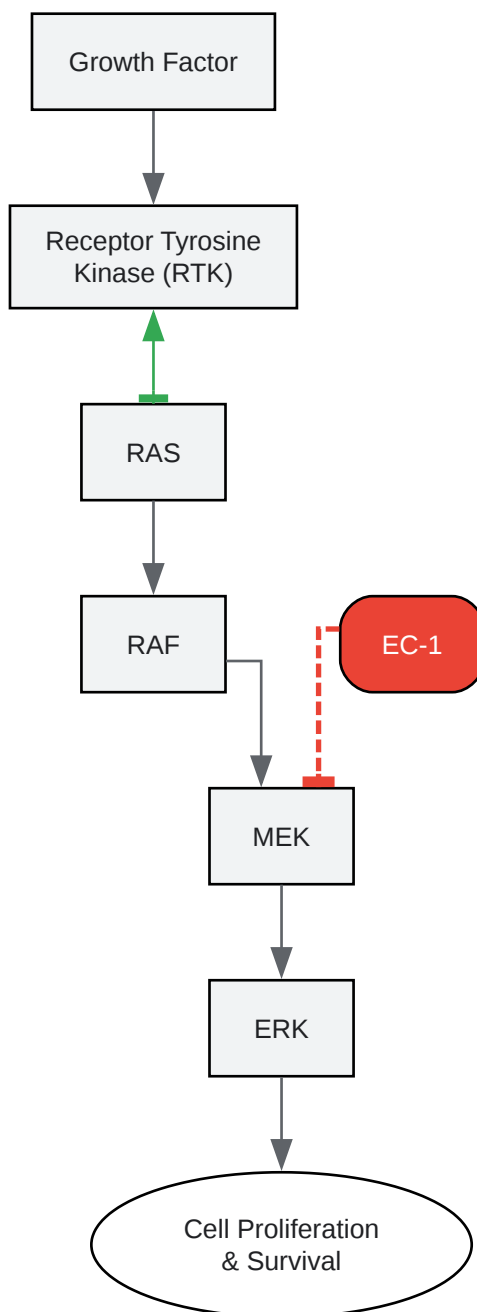 Growth Factor
Receptor Tyrosine
Kinase (RTK)
RAS
RAF
EC-1
MEK
ERK
Cell Proliferation
& Survival